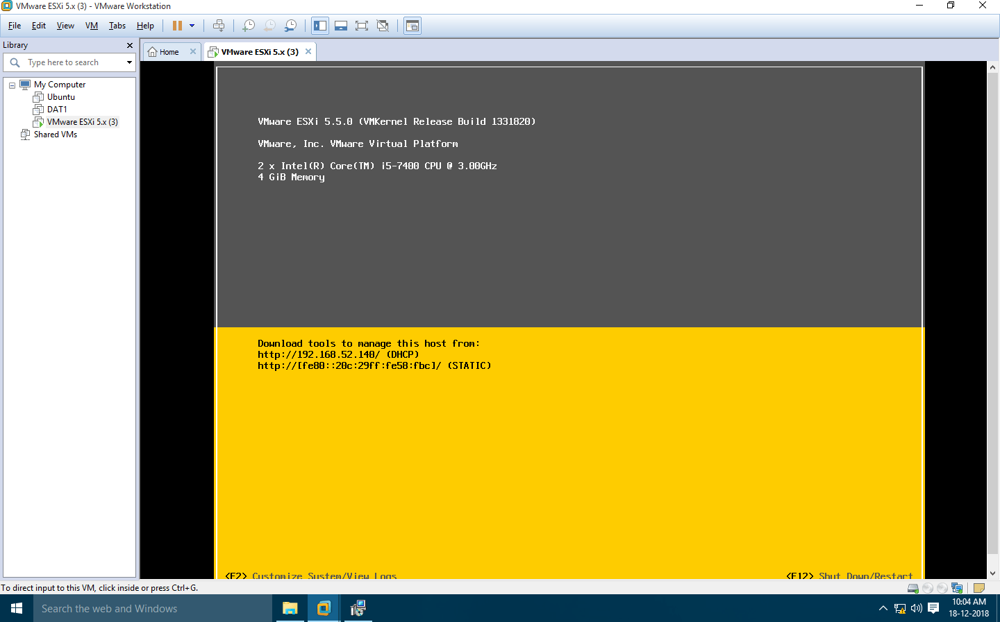 VMware ESXi 5.x (3) - VMware Workstation
File Edit View VM Tabs Help
Library
Home
VMware ESXi 5.x (3)
Type here to search
My Computer
Ubuntu
DAT1
VMware ESXi 5.x (3)
Shared VMs
VMware ESXi 5.5.0 (VMKernel Release Build 1331820)
VMware, Inc. VMware Virtual Platform
2 x Intel(R) Core(TM) i5-7400 CPU @ 3.00GHz
4 GiB Memory
Download tools to manage this host from:
http://192.168.52.140/ (DHCP)
http://[fe80::20c:29ff:fe58:fbc]/ (STATIC)
<F2> Customize System/View Logs
<F12> Shut Down/Restart
To direct input to this VM, click inside or press Ctrl+G.
Search the web and Windows
10:04 AM
18-12-2018